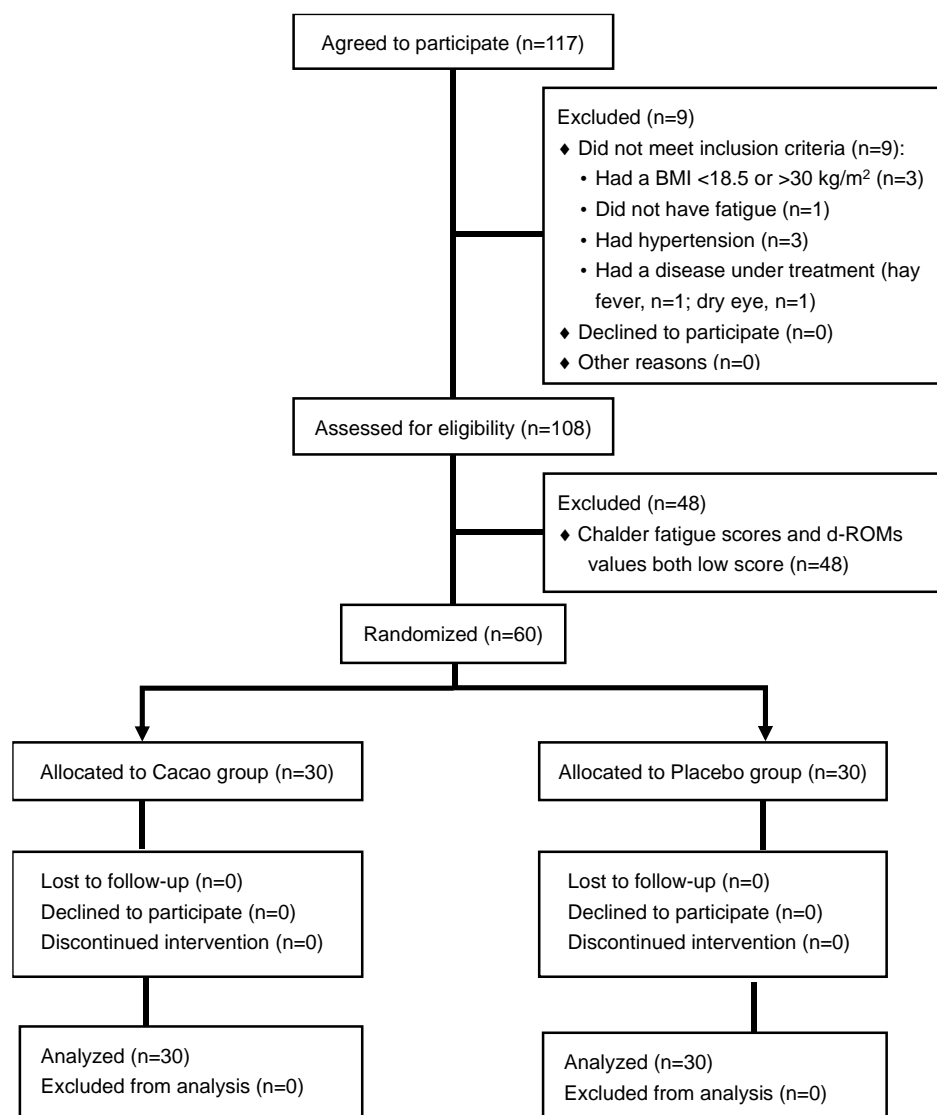 Agreed to participate (n=117)
Excluded (n=9)
♦ Did not meet inclusion criteria (n=9):
• Had a BMI <18.5 or >30 kg/m² (n=3)
• Did not have fatigue (n=1)
• Had hypertension (n=3)
• Had a disease under treatment (hay
fever, n=1; dry eye, n=1)
♦ Declined to participate (n=0)
♦ Other reasons (n=0)
Assessed for eligibility (n=108)
Excluded (n=48)
♦ Chalder fatigue scores and d-ROMs
values both low score (n=48)
Randomized (n=60)
Allocated to Cacao group (n=30)
Allocated to Placebo group (n=30)
Lost to follow-up (n=0)
Declined to participate (n=0)
Discontinued intervention (n=0)
Lost to follow-up (n=0)
Declined to participate (n=0)
Discontinued intervention (n=0)
Analyzed (n=30)
Excluded from analysis (n=0)
Analyzed (n=30)
Excluded from analysis (n=0)